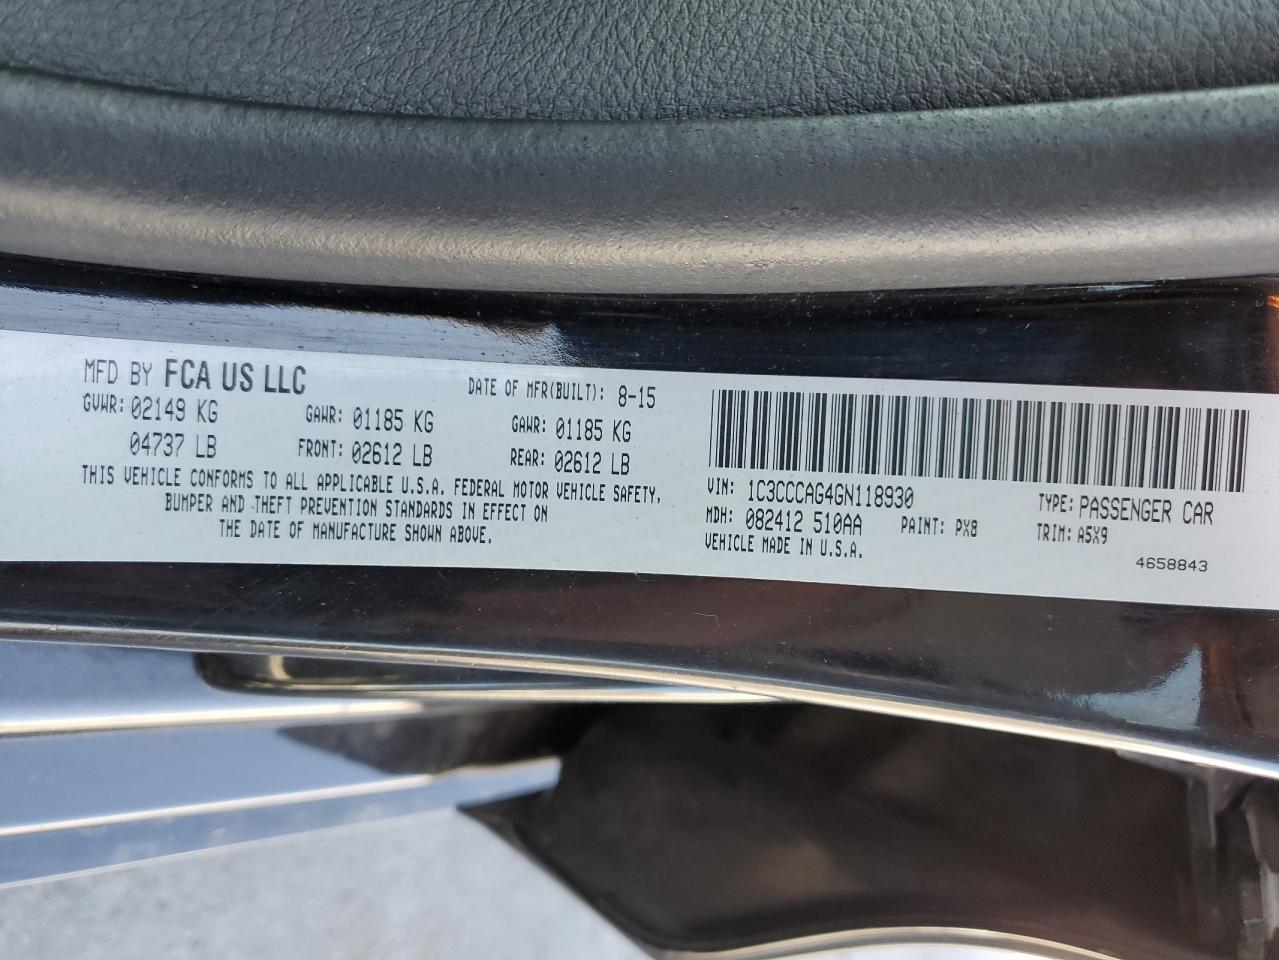 MFD BY FCA US LLC DATE OF MFR(BUILT): 8-15
GVWR: 02149 KG GAWR: 01185 KG GAWR: 01185 KG
04737 LB FRONT: 02612 LB REAR: 02612 LB
THIS VEHICLE CONFORMS TO ALL APPLICABLE U.S.A. FEDERAL MOTOR VEHICLE SAFETY,
BUMPER AND THEFT PREVENTION STANDARDS IN EFFECT ON
THE DATE OF MANUFACTURE SHOWN ABOVE.
VIN: 1C3CCCAG4GN118930 TYPE: PASSENGER CAR
MDH: 082412 510AA PAINT: PX8 TRIM: A5X9
VEHICLE MADE IN U.S.A. 4658843